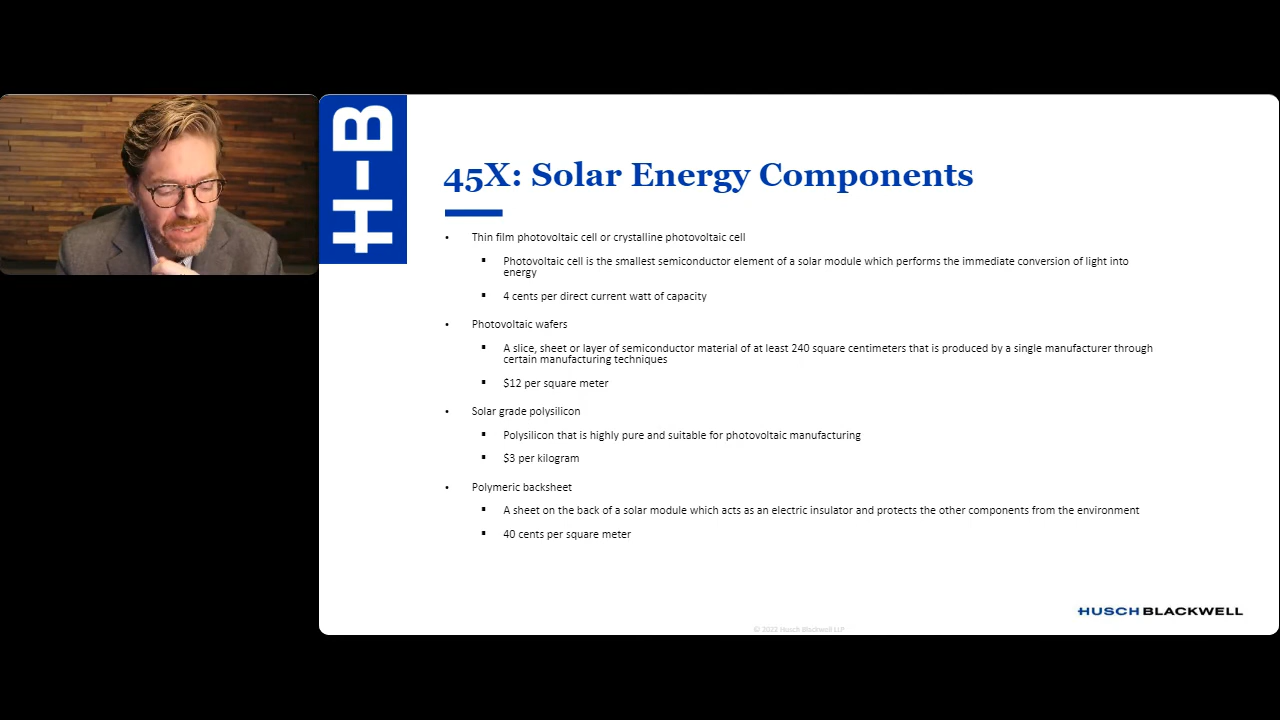 H-B
45X: Solar Energy Components
• Thin film photovoltaic cell or crystalline photovoltaic cell
▪ Photovoltaic cell is the smallest semiconductor element of a solar module which performs the immediate conversion of light into
energy
▪ 4 cents per direct current watt of capacity
• Photovoltaic wafers
▪ A slice, sheet or layer of semiconductor material of at least 240 square centimeters that is produced by a single manufacturer through
certain manufacturing techniques
▪ $12 per square meter
• Solar grade polysilicon
▪ Polysilicon that is highly pure and suitable for photovoltaic manufacturing
▪ $3 per kilogram
• Polymeric backsheet
▪ A sheet on the back of a solar module which acts as an electric insulator and protects the other components from the environment
▪ 40 cents per square meter
HUSCH BLACKWELL
© 2022 Husch Blackwell LLP